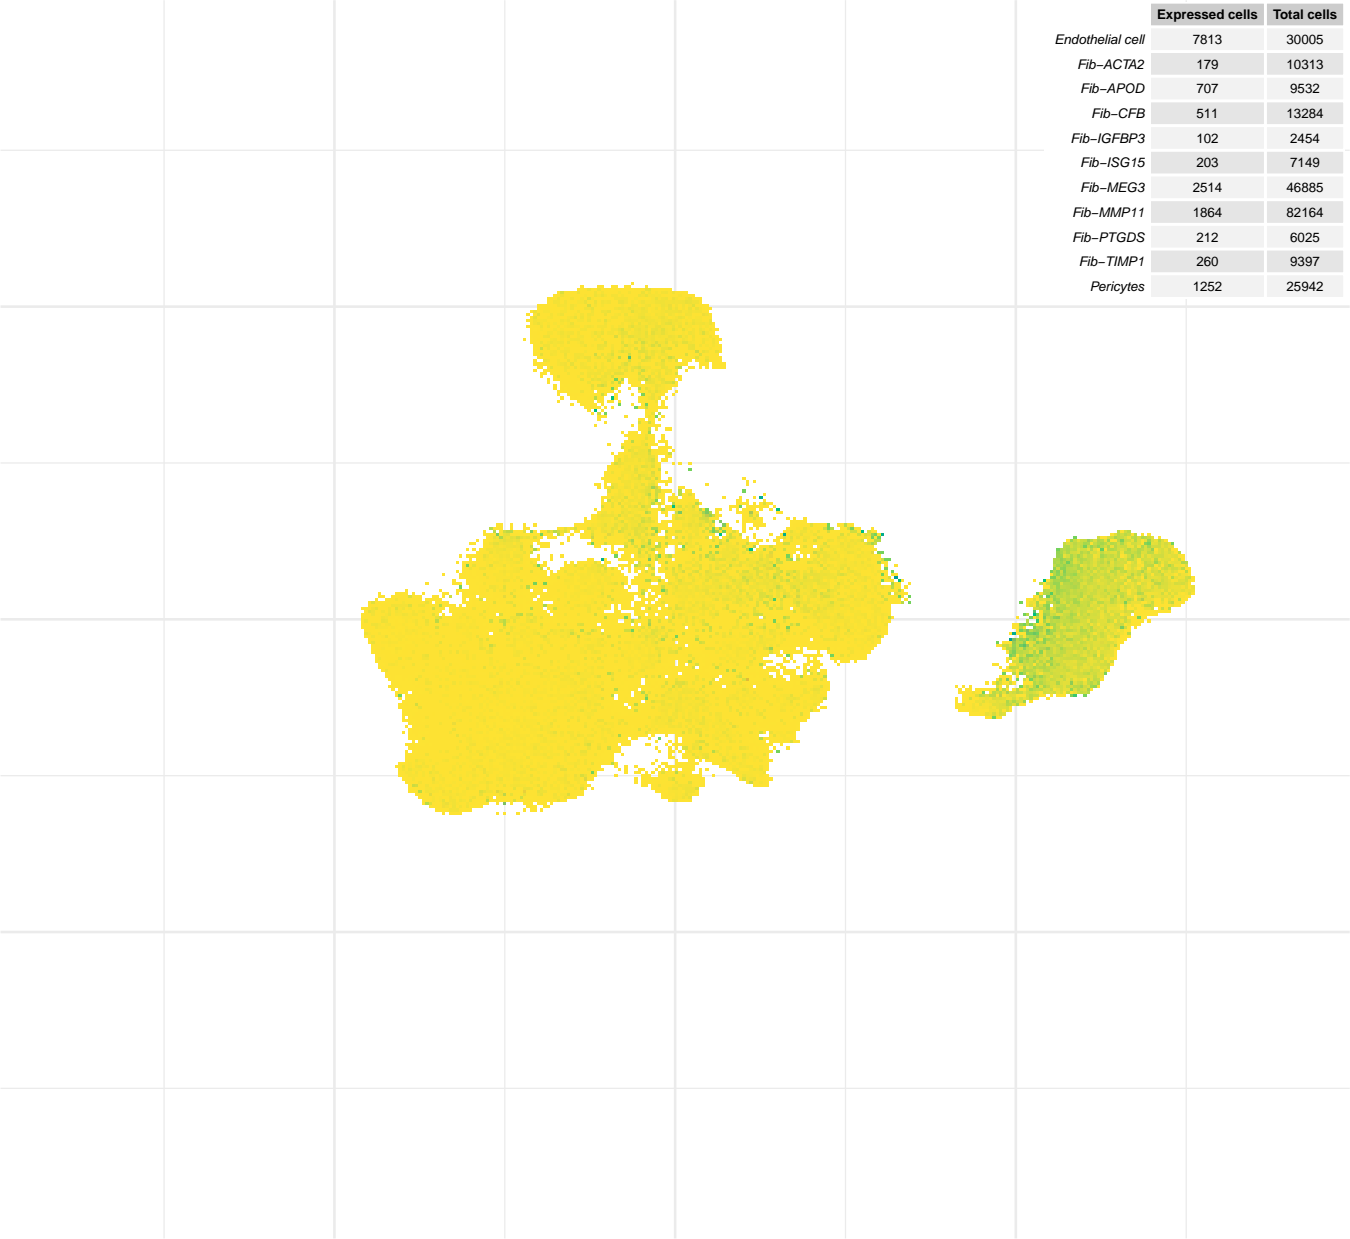 Expressed cells Total cells
Endothelial cell 7813 30005
Fib−ACTA2 179 10313
Fib−APOD 707 9532
Fib−CFB 511 13284
Fib−IGFBP3 102 2454
Fib−ISG15 203 7149
Fib−MEG3 2514 46885
Fib−MMP11 1864 82164
Fib−PTGDS 212 6025
Fib−TIMP1 260 9397
Pericytes 1252 25942